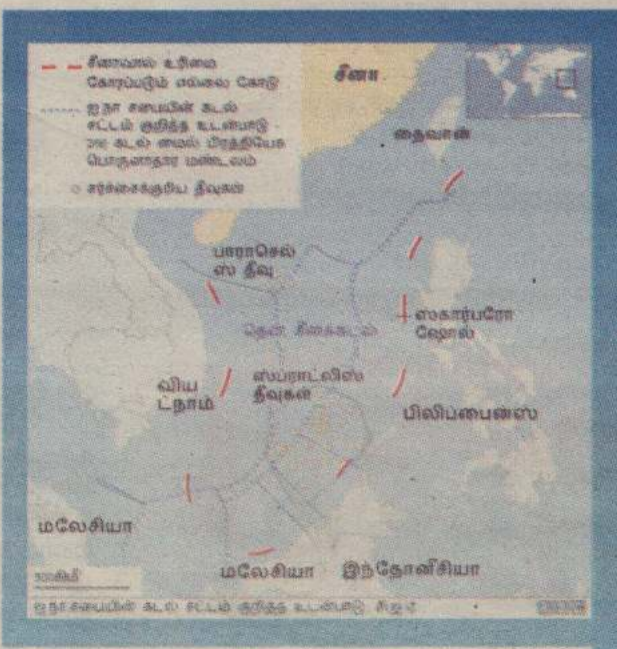 சீனாவால் உரிமை
கோரப்படும் எல்லை கோடு
ஐநா சபையின் கடல்
சட்டம் குறித்த உடன்பாடு -
200 கடல் மைல் பிரத்தியேக
பொருளாதார மண்டலம்
சர்ச்சைக்குரிய தீவுகள்
சீனா
தைவான்
பாராசெல்
ஸ் தீவு
தென் சீனக்கடல்
ஸ்கார்பரோ
ஷோல்
ஸ்ப்ராட்லிஸ்
தீவுகள்
விய
ட்நாம்
பிலிப்பைன்ஸ்
மலேசியா
மலேசியா
இந்தோனீசியா
ஐநா சபையின் கடல் சட்டம் குறித்த உடன்பாடு, சிஐஏ